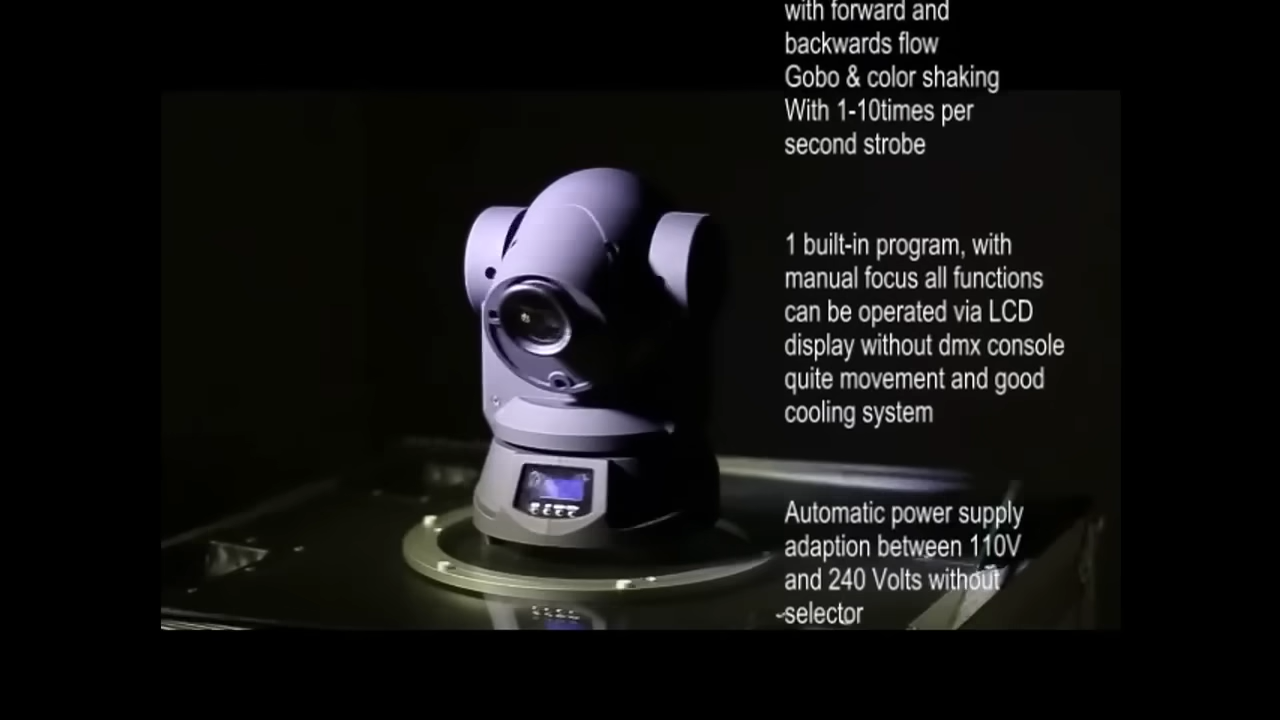 with forward and
backwards flow
Gobo & color shaking
With 1-10times per
second strobe
1 built-in program, with
manual focus all functions
can be operated via LCD
display without dmx console
quite movement and good
cooling system
Automatic power supply
adaption between 110V
and 240 Volts without
selector